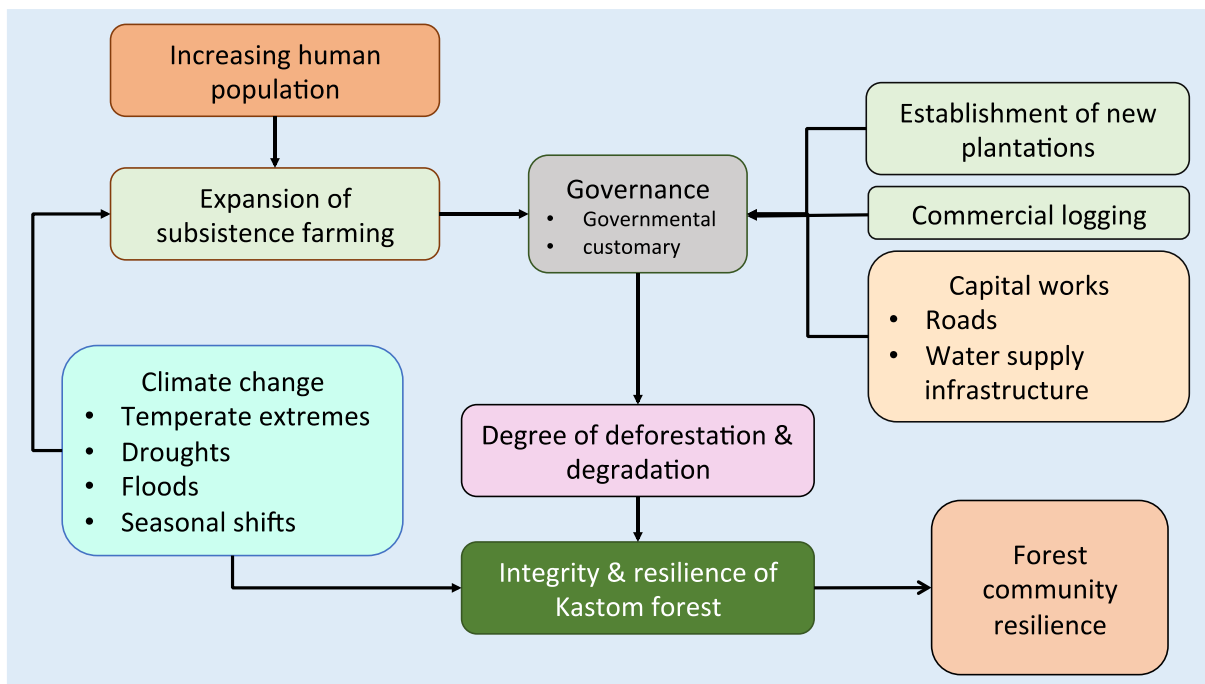 Increasing human
population
Expansion of
subsistence farming
Governance
• Governmental
• customary
Establishment of new
plantations
Commercial logging
Capital works
• Roads
• Water supply
infrastructure
Climate change
• Temperate extremes
• Droughts
• Floods
• Seasonal shifts
Degree of deforestation &
degradation
Integrity & resilience of
Kastom forest
Forest
community
resilience